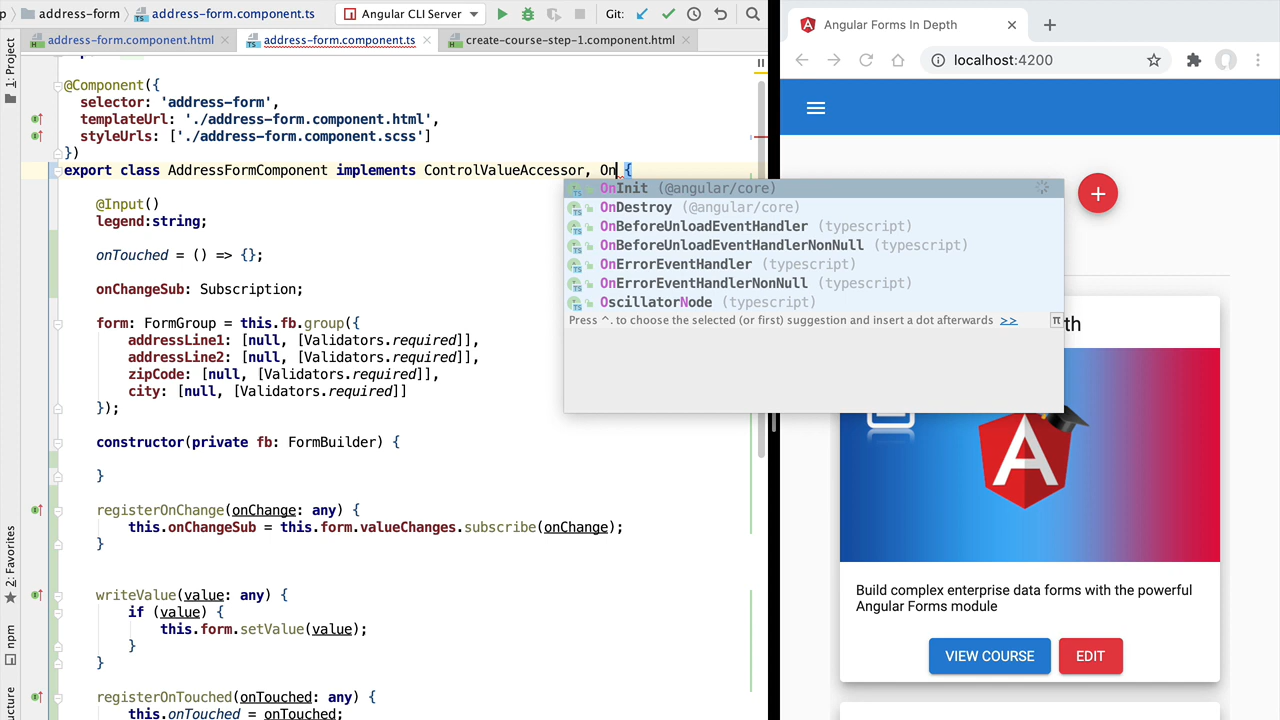 p
address-form
address-form.component.ts
Angular CLI Server
Git:
address-form.component.html
address-form.component.ts
create-course-step-1.component.html
1: Project
2: Favorites
npm
ructure
@Component({
selector: 'address-form',
templateUrl: './address-form.component.html',
styleUrls: ['./address-form.component.scss']
})
export class AddressFormComponent implements ControlValueAccessor, On {
OnInit (@angular/core)
OnDestroy (@angular/core)
OnBeforeUnloadEventHandler (typescript)
OnBeforeUnloadEventHandlerNonNull (typescript)
OnErrorEventHandler (typescript)
OnErrorEventHandlerNonNull (typescript)
OscillatorNode (typescript)
Press ^. to choose the selected (or first) suggestion and insert a dot afterwards >> π
@Input()
legend:string;
onTouched = () => {};
onChangeSub: Subscription;
form: FormGroup = this.fb.group({
addressLine1: [null, [Validators.required]],
addressLine2: [null, [Validators.required]],
zipCode: [null, [Validators.required]],
city: [null, [Validators.required]]
});
constructor(private fb: FormBuilder) {
}
registerOnChange(onChange: any) {
this.onChangeSub = this.form.valueChanges.subscribe(onChange);
}
writeValue(value: any) {
if (value) {
this.form.setValue(value);
}
}
registerOnTouched(onTouched: any) {
this.onTouched = onTouched;
Angular Forms In Depth
localhost:4200
+
th
A
Build complex enterprise data forms with the powerful
Angular Forms module
VIEW COURSE
EDIT